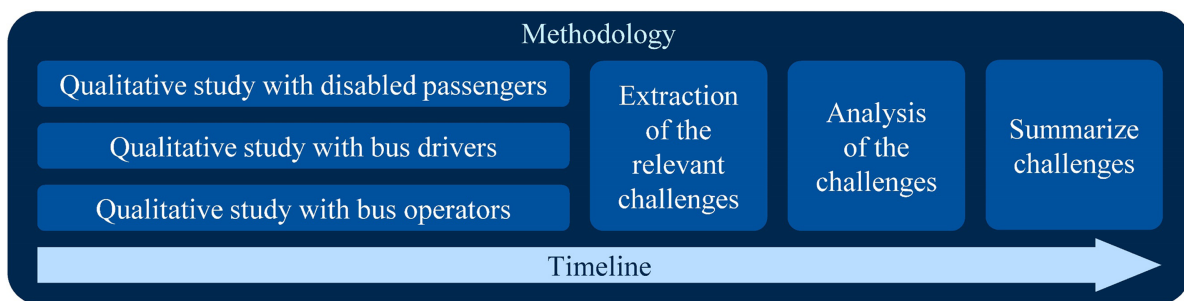 Methodology
Qualitative study with disabled passengers
Qualitative study with bus drivers
Qualitative study with bus operators
Extraction
of the
relevant
challenges
Analysis
of the
challenges
Summarize
challenges
Timeline